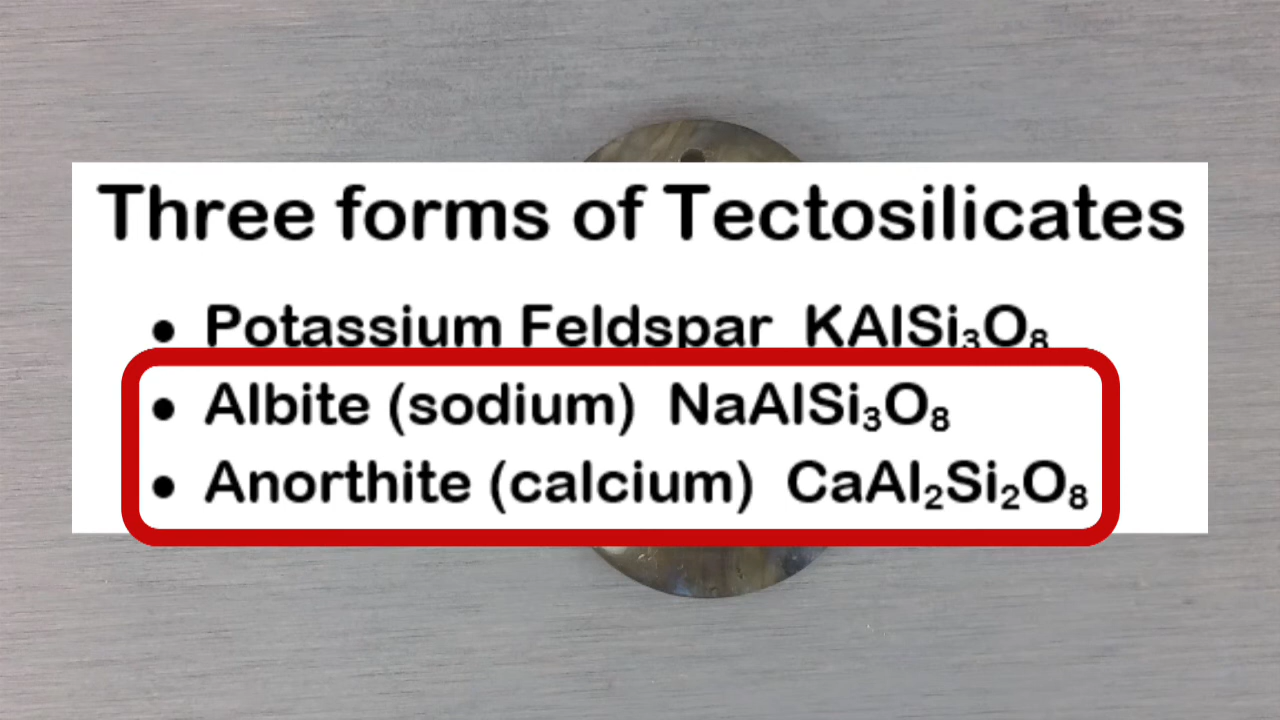 Three forms of Tectosilicates
• Potassium Feldspar KAlSi₃O₈
• Albite (sodium) NaAlSi₃O₈
• Anorthite (calcium) CaAl₂Si₂O₈